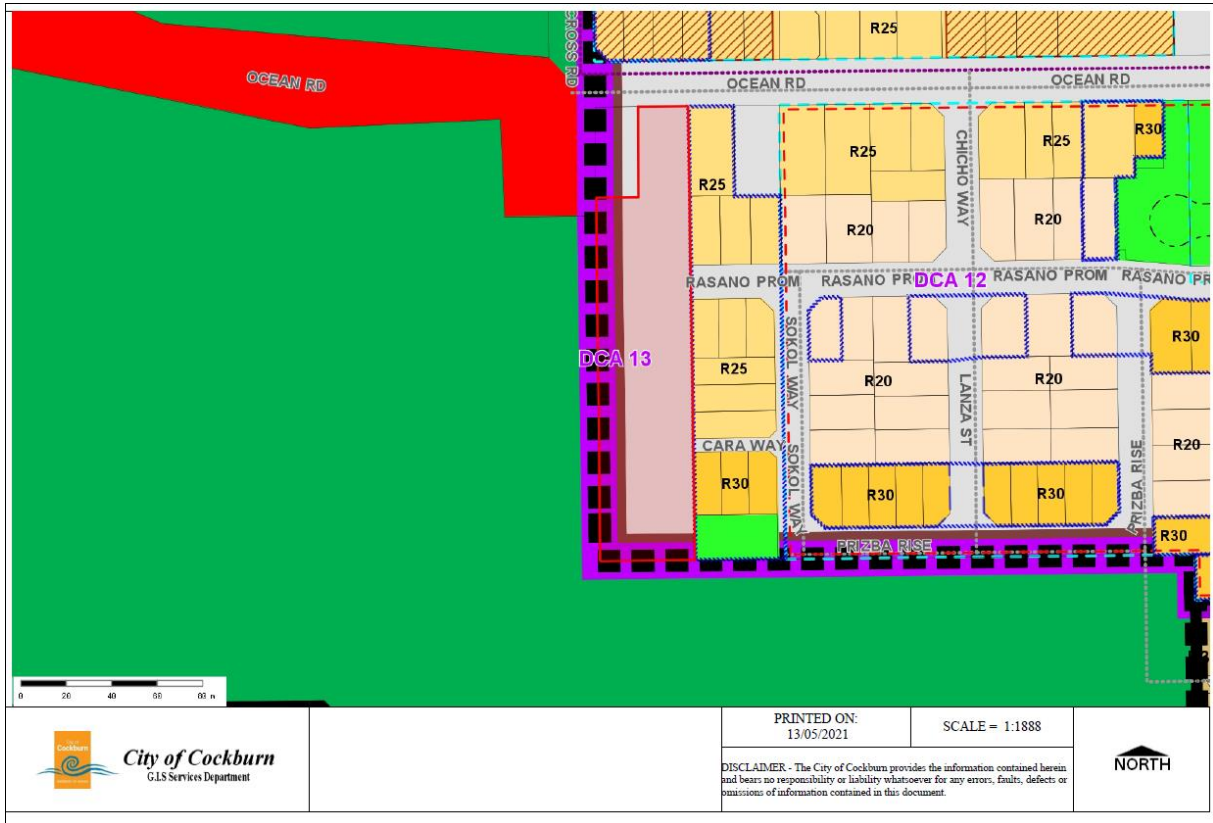 CROSS RD
R25
OCEAN RD
OCEAN RD
OCEAN RD
R25
R25
R30
R25
CHICHO WAY
R20
R20
RASANO PROM
RASANO PROM
DCA 12
RASANO PROM
RASANO PR
DCA 13
R25
SOKOL WAY
R20
LANZA ST
R20
R30
CARA WAY
R20
R30
SOKOL WAY
R30
R30
PRIZBA RISE
R30
PRIZBA RISE
0 20 40 60 80 m
City of
Cockburn
City of Cockburn
G.I.S Services Department
PRINTED ON:
13/05/2021
SCALE = 1:1888
DISCLAIMER - The City of Cockburn provides the information contained herein
and bears no responsibility or liability whatsoever for any errors, faults, defects or
omissions of information contained in this document.
NORTH